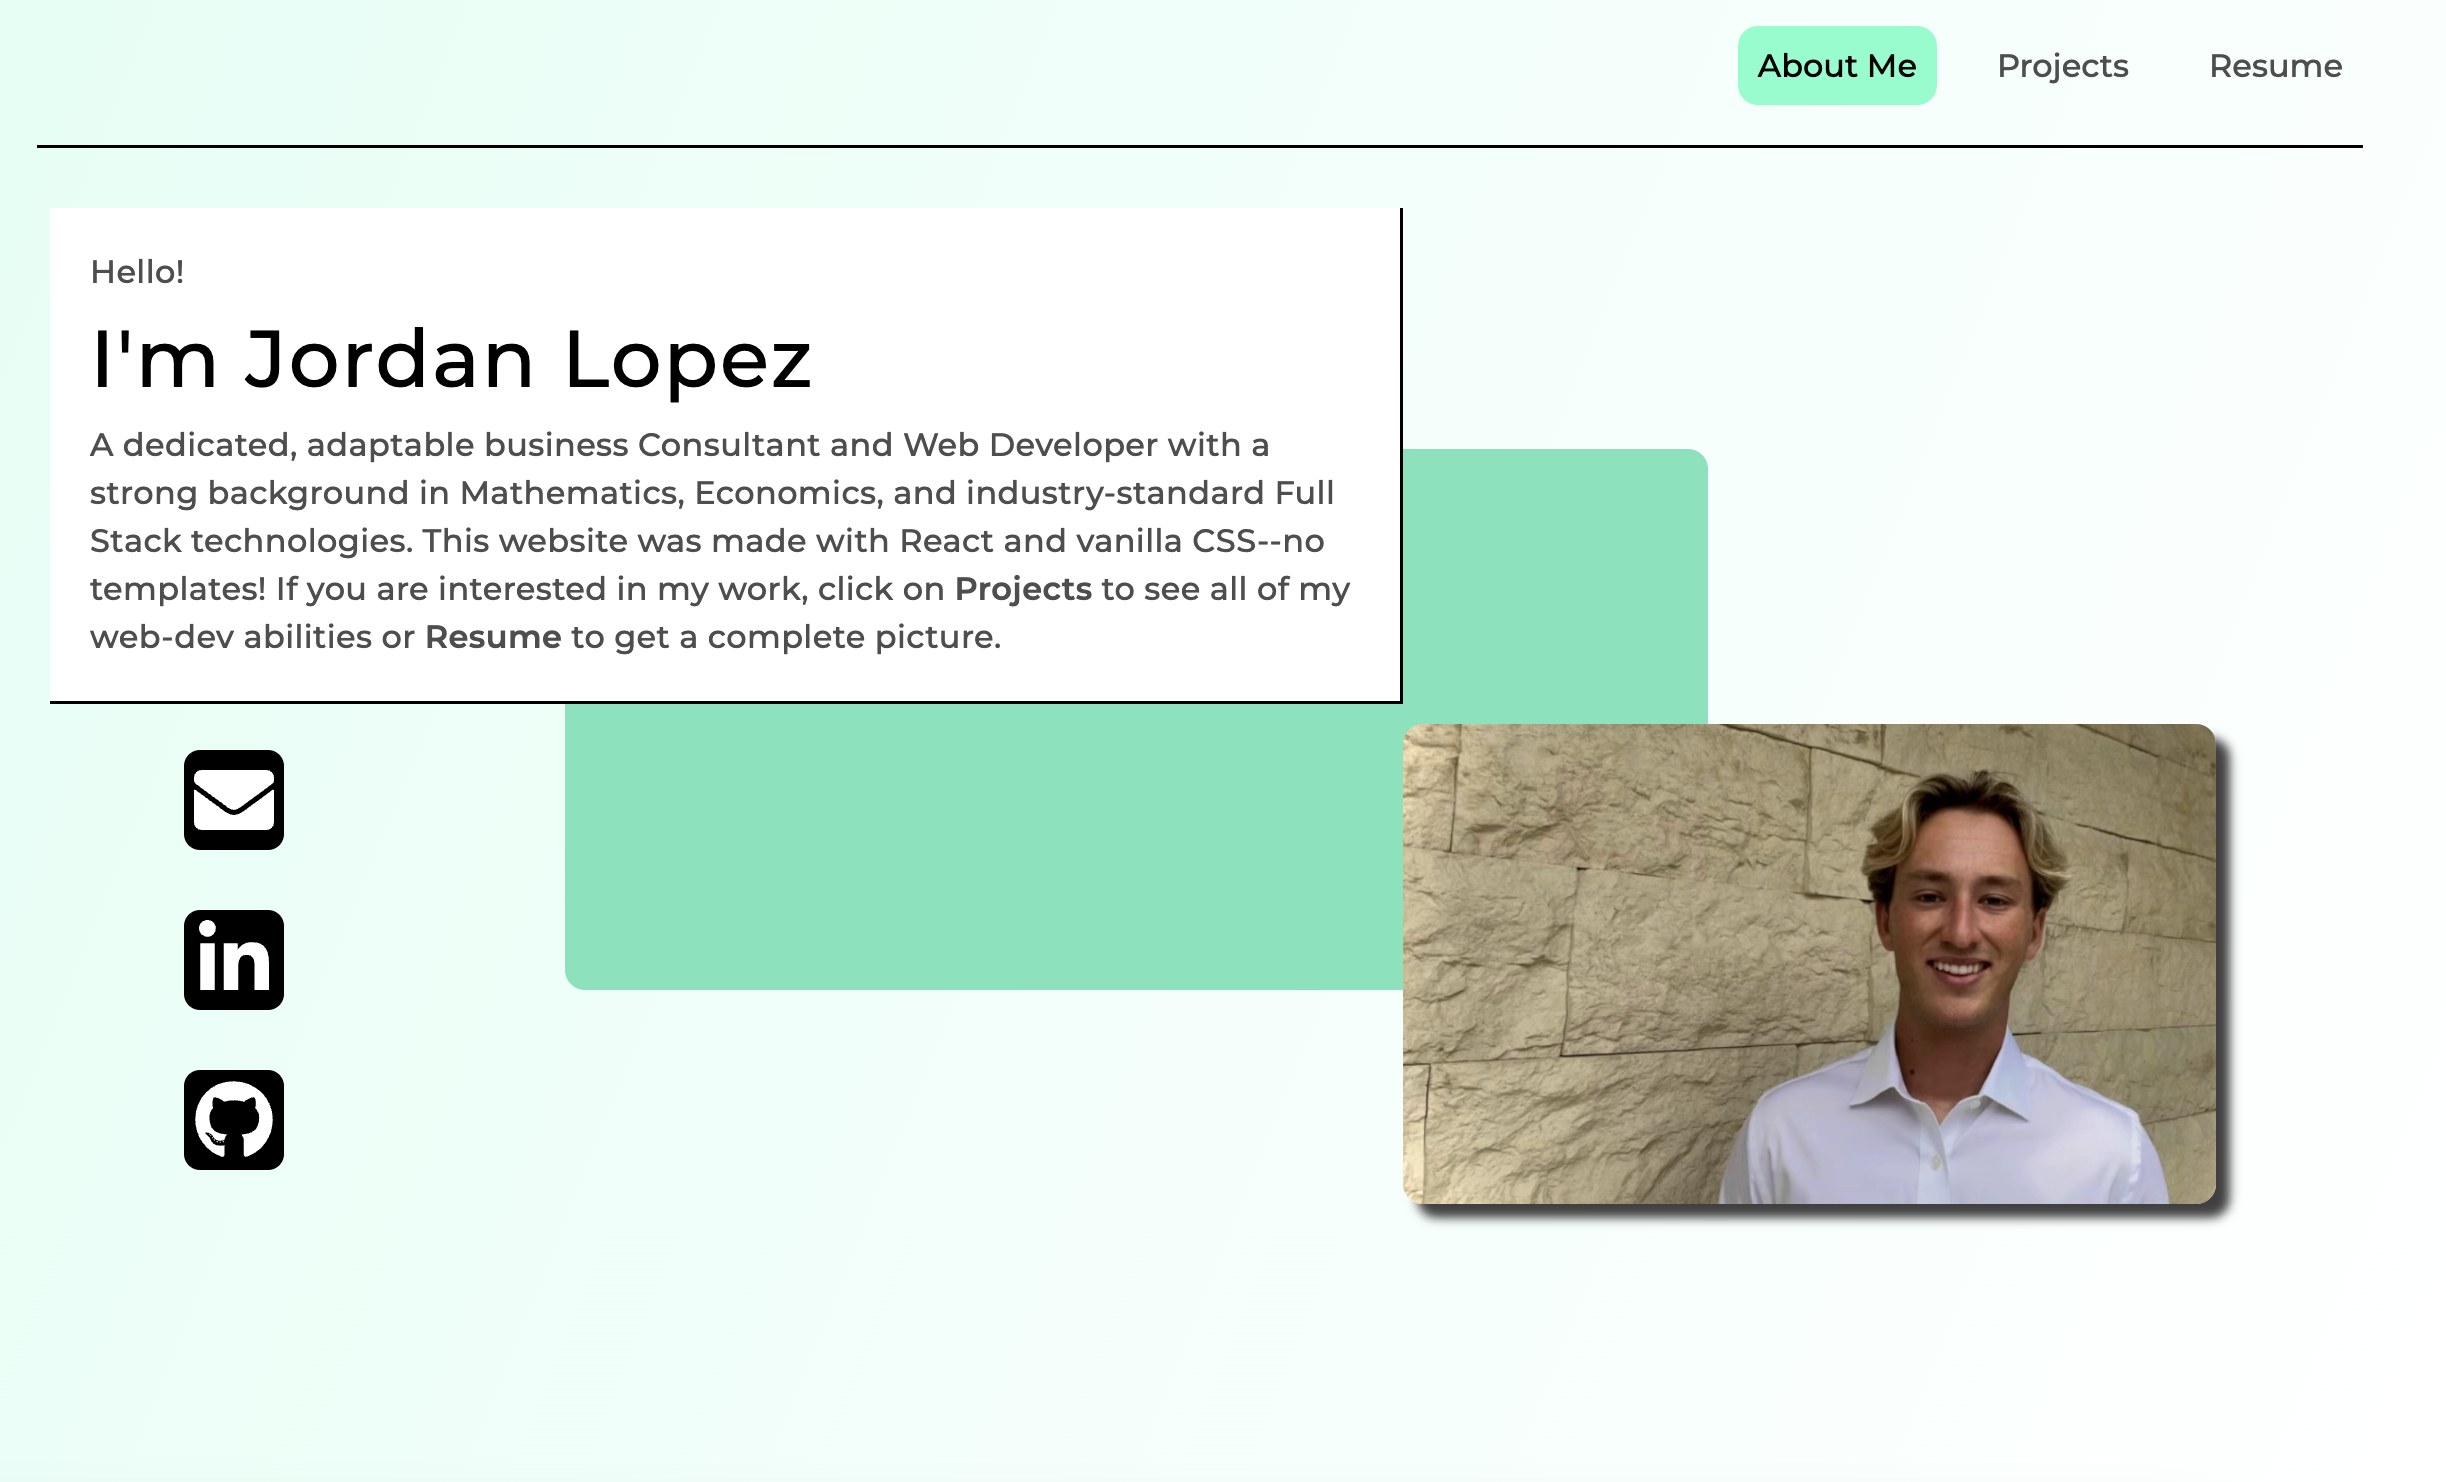 About Me Projects Resume
Hello!
I'm Jordan Lopez
A dedicated, adaptable business Consultant and Web Developer with a
strong background in Mathematics, Economics, and industry-standard Full
Stack technologies. This website was made with React and vanilla CSS--no
templates! If you are interested in my work, click on Projects to see all of my
web-dev abilities or Resume to get a complete picture.
in